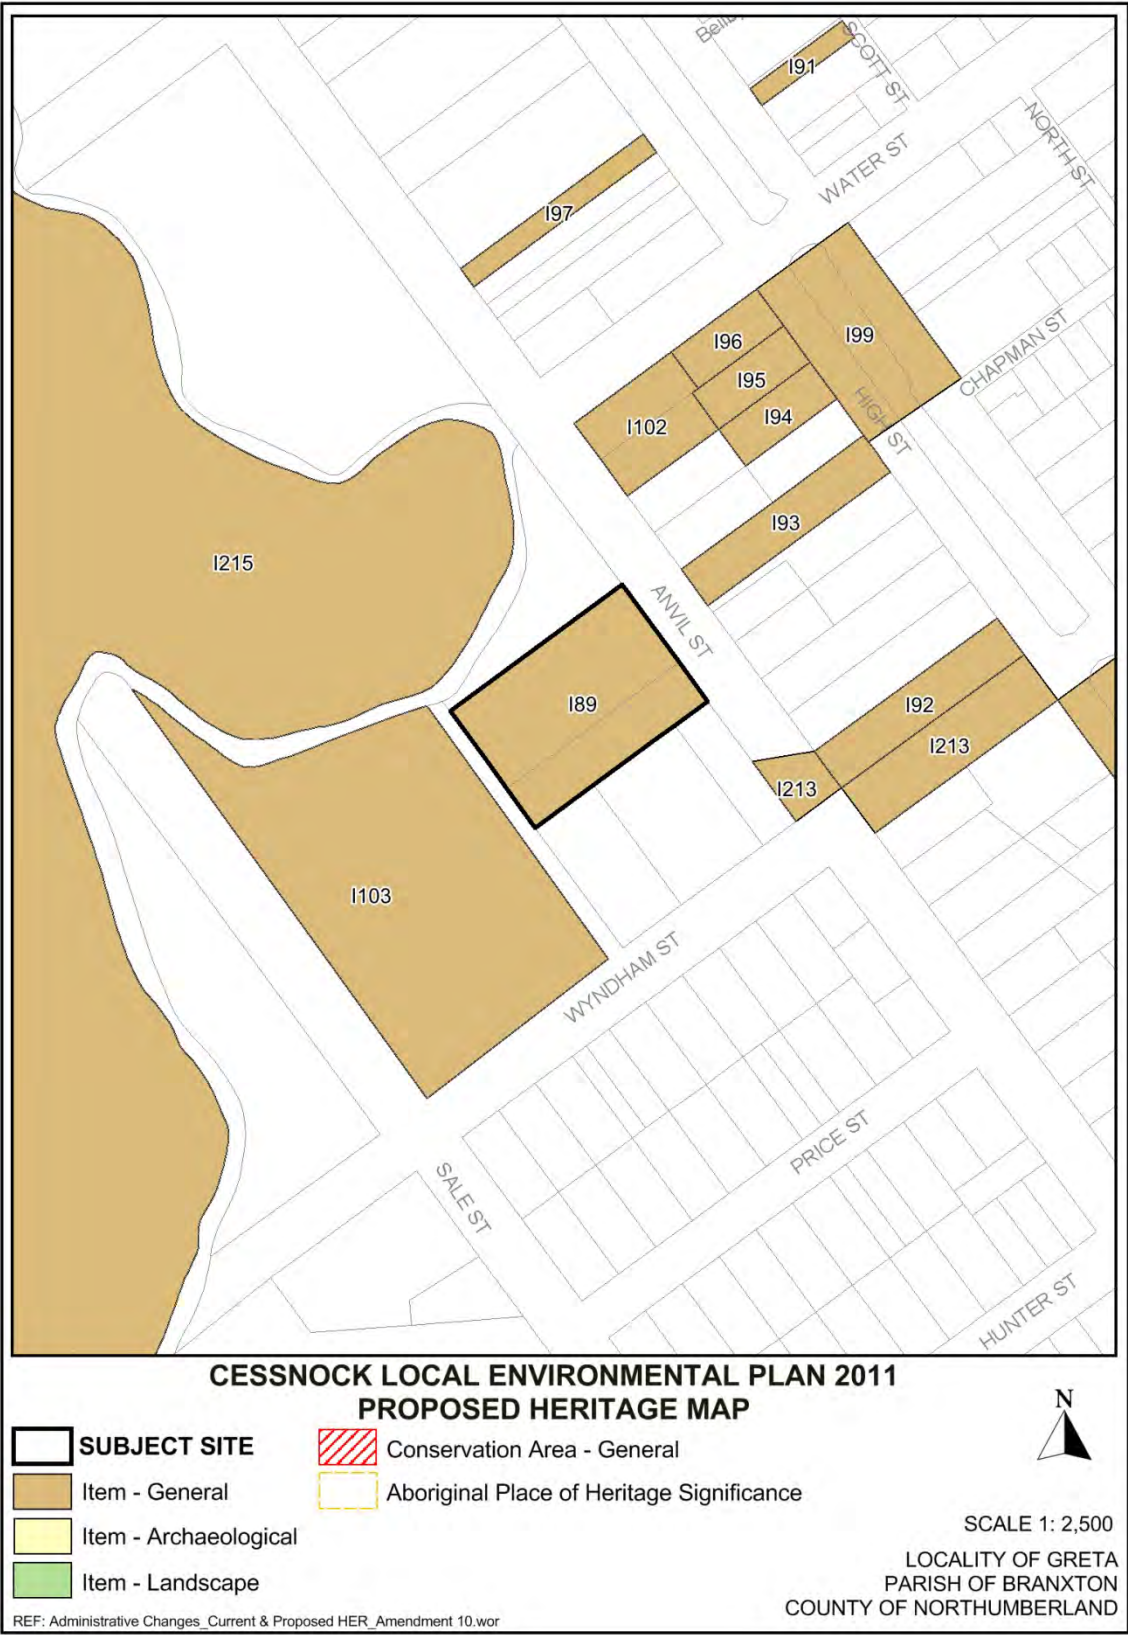 Bellby
SCOTT ST
I91
NORTH ST
WATER ST
I97
I99
CHAPMAN ST
I96
I95
I94
I102
HIGH ST
I93
I215
ANVIL ST
I89
I92
I213
I213
I103
WYNDHAM ST
PRICE ST
SALE ST
HUNTER ST
CESSNOCK LOCAL ENVIRONMENTAL PLAN 2011
PROPOSED HERITAGE MAP
N
SUBJECT SITE
Conservation Area - General
Item - General
Aboriginal Place of Heritage Significance
Item - Archaeological
Item - Landscape
SCALE 1: 2,500
LOCALITY OF GRETA
PARISH OF BRANXTON
COUNTY OF NORTHUMBERLAND
REF: Administrative Changes_Current & Proposed HER_Amendment 10.wor